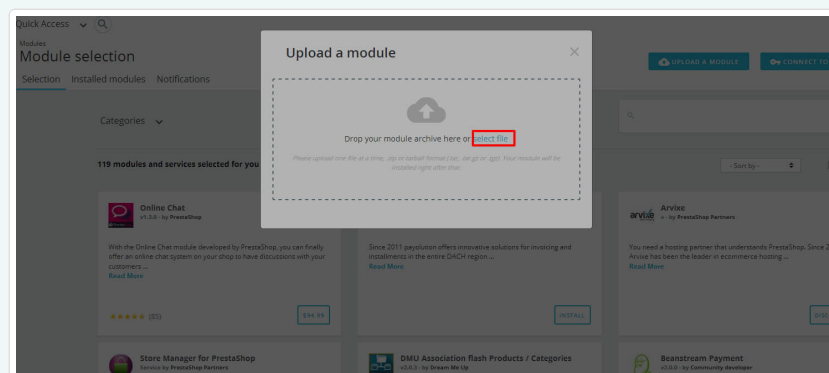 Quick Access
Modules
Module selection
UPLOAD A MODULE
CONNECT TO
Selection Installed modules Notifications
Upload a module
Drop your module archive here or select file
Please upload one file at a time, .zip or tarball format (.tar, .tar.gz or .tgz). Your module will be
installed right after that.
Categories
119 modules and services selected for you
- Sort by -
Online Chat
v1.3.0 - by PrestaShop
With the Online Chat module developed by PrestaShop, you can finally
offer an online chat system on your shop to have discussions with your
customers ...
Read More
(85)
$94.99
Since 2011 payolution offers innovative solutions for invoicing and
installments in the entire DACH region ...
Read More
INSTALL
arvixe
Arvixe
v - by PrestaShop Partners
You need a hosting partner that understands PrestaShop. Since 2
Arvixe has been the leader in ecommerce hosting ...
Read More
Store Manager for PrestaShop
Service by PrestaShop Partners
DMU Association flash Products / Categories
by Dream Me Up
Beanstream Payment
v2.0.0 - by Community developer